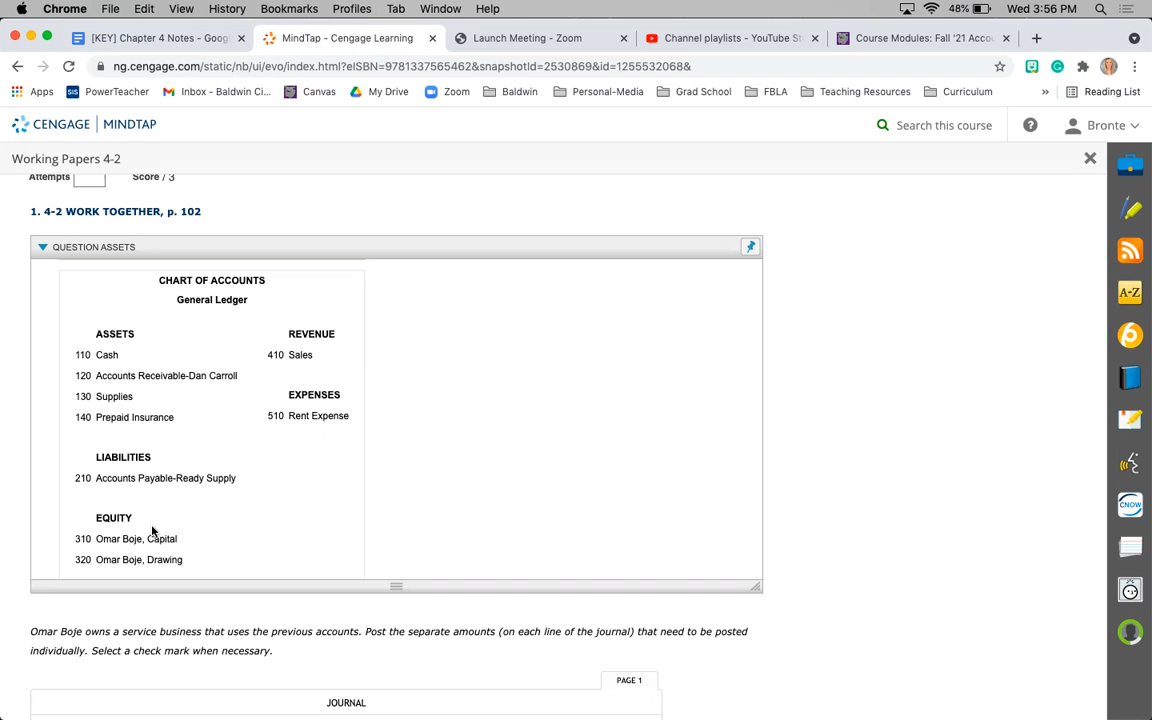 Chrome File Edit View History Bookmarks Profiles Tab Window Help 48% Wed 3:56 PM
[KEY] Chapter 4 Notes - Goog MindTap - Cengage Learning Launch Meeting - Zoom Channel playlists - YouTube St Course Modules: Fall '21 Accou
ng.cengage.com/static/nb/ui/evo/index.html?eISBN=9781337565462&snapshotId=2530869&id=1255532068&
Apps SIS PowerTeacher Inbox - Baldwin Ci... Canvas My Drive Zoom Baldwin Personal-Media Grad School FBLA Teaching Resources Curriculum » Reading List
CENGAGE | MINDTAP Search this course ? Bronte
Working Papers 4-2
Attempts Score / 3
1. 4-2 WORK TOGETHER, p. 102
QUESTION ASSETS
CHART OF ACCOUNTS
General Ledger
ASSETS
110 Cash
120 Accounts Receivable-Dan Carroll
130 Supplies
140 Prepaid Insurance
LIABILITIES
210 Accounts Payable-Ready Supply
EQUITY
310 Omar Boje, Capital
320 Omar Boje, Drawing
REVENUE
410 Sales
EXPENSES
510 Rent Expense
Omar Boje owns a service business that uses the previous accounts. Post the separate amounts (on each line of the journal) that need to be posted
individually. Select a check mark when necessary.
PAGE 1
JOURNAL
A-Z
CNOW